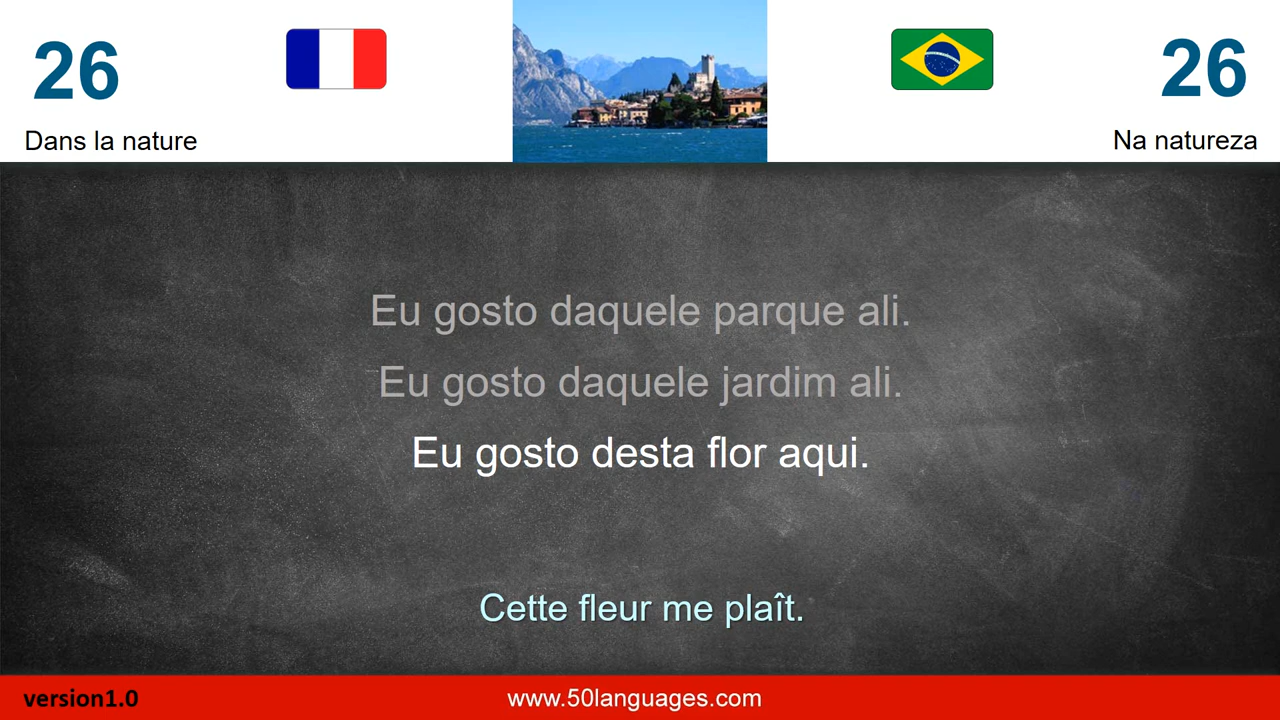 26
26
Dans la nature
Na natureza
Eu gosto daquele parque ali.
Eu gosto daquele jardim ali.
Eu gosto desta flor aqui.
Cette fleur me plaît.
version1.0
www.50languages.com